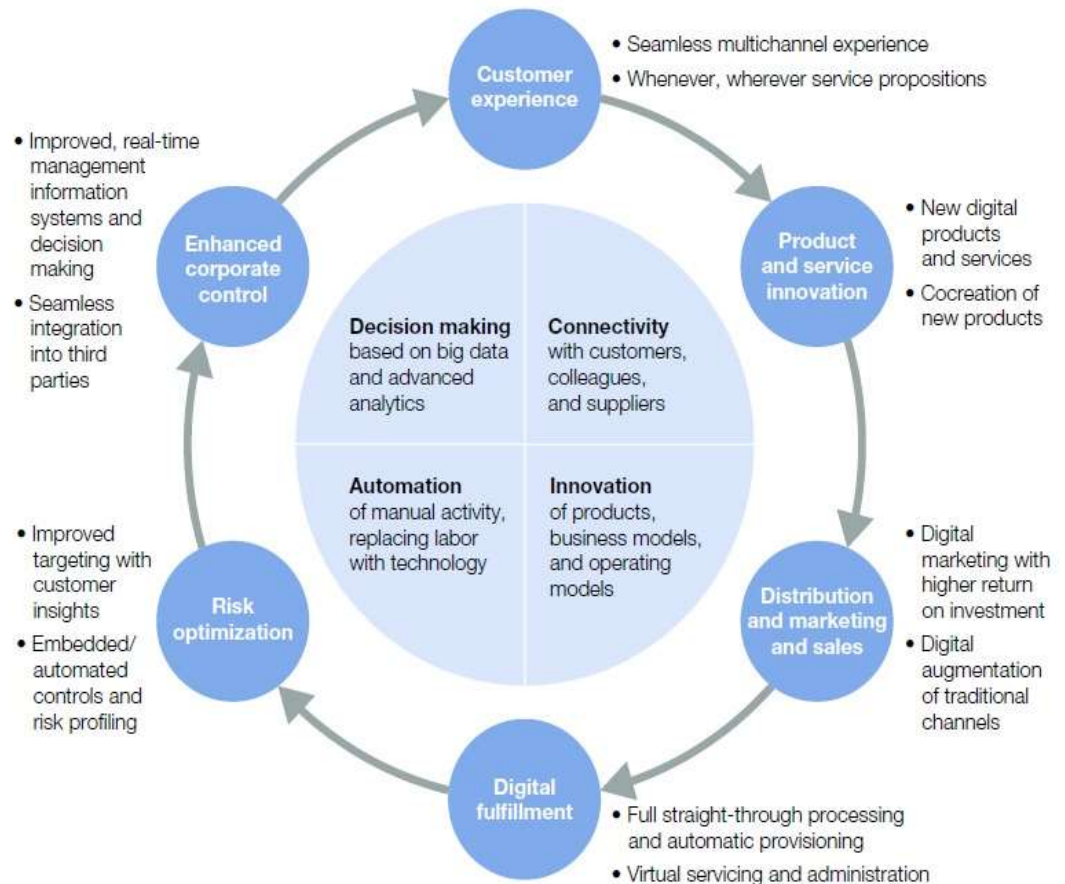 Customer
experience
• Seamless multichannel experience
• Whenever, wherever service propositions
Product
and service
innovation
• New digital
products
and services
• Cocreation of
new products
Distribution
and marketing
and sales
• Digital
marketing with
higher return
on investment
• Digital
augmentation
of traditional
channels
Digital
fulfillment
• Full straight-through processing
and automatic provisioning
• Virtual servicing and administration
Risk
optimization
• Improved
targeting with
customer
insights
• Embedded/
automated
controls and
risk profiling
Enhanced
corporate
control
• Improved, real-time
management
information
systems and
decision
making
• Seamless
integration
into third
parties
Decision making
based on big data
and advanced
analytics
Connectivity
with customers,
colleagues,
and suppliers
Automation
of manual activity,
replacing labor
with technology
Innovation
of products,
business models,
and operating
models